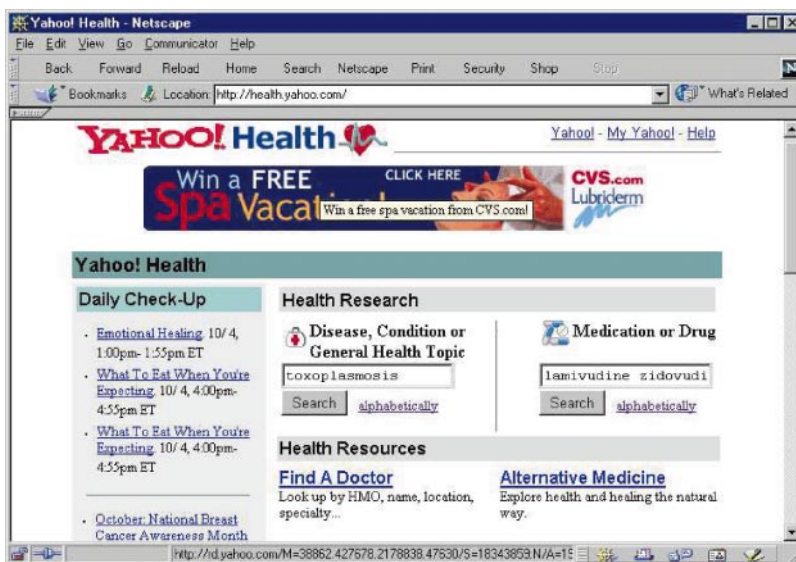 Yahoo! Health - Netscape
File Edit View Go Communicator Help
Back Forward Reload Home Search Netscape Print Security Shop Stop
Bookmarks Location: http://health.yahoo.com/ What's Related
YAHOO! Health
Yahoo! - My Yahoo! - Help
Win a FREE CLICK HERE
Spa Vacati
Win a free spa vacation from CVS.com!
CVS.com
Lubriderm
Yahoo! Health
Daily Check-Up
Emotional Healing, 10/ 4,
1:00pm- 1:55pm ET
What To Eat When You're
Expecting, 10/ 4, 4:00pm-
4:55pm ET
What To Eat When You're
Expecting, 10/ 4, 4:00pm-
4:55pm ET
October: National Breast
Cancer Awareness Month
Health Research
Disease, Condition or
General Health Topic
toxoplasmosis
Search alphabetically
Medication or Drug
lamivudine zidovudi
Search alphabetically
Health Resources
Find A Doctor
Look up by HMO, name, location,
specialty...
Alternative Medicine
Explore health and healing the natural
way.
http://rd.yahoo.com/M=38862.427678.2178838.47630/S=18343859:N/A=15